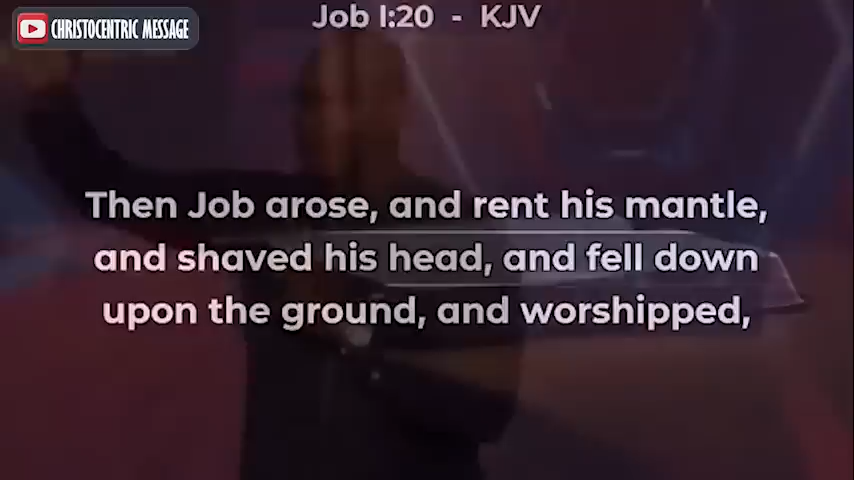 Job 1:20 - KJV
CHRISTOCENTRIC MESSAGE
Then Job arose, and rent his mantle,
and shaved his head, and fell down
upon the ground, and worshipped,